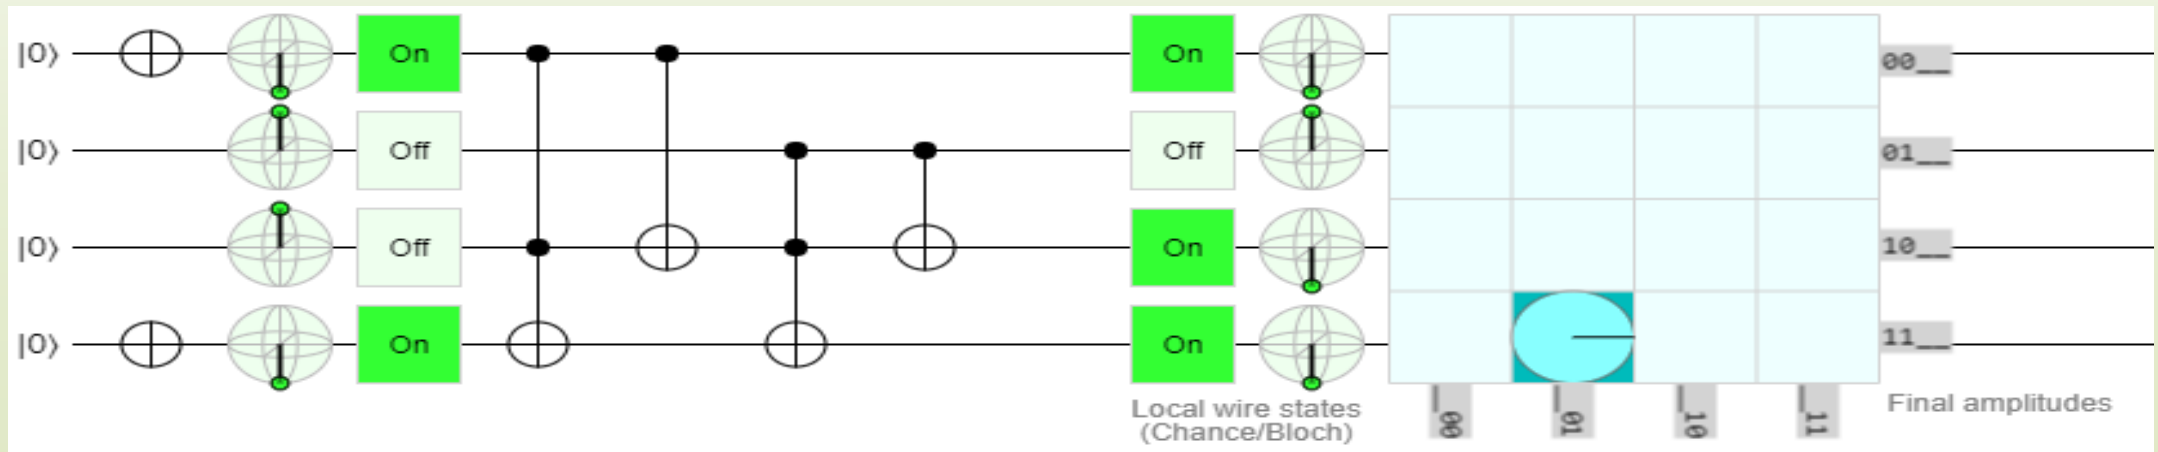 |0⟩ On On 00__
|0⟩ Off Off 01__
|0⟩ Off On 10__
|0⟩ On On 11__
__00 __01 __10 __11
Local wire states Final amplitudes
(Chance/Bloch)